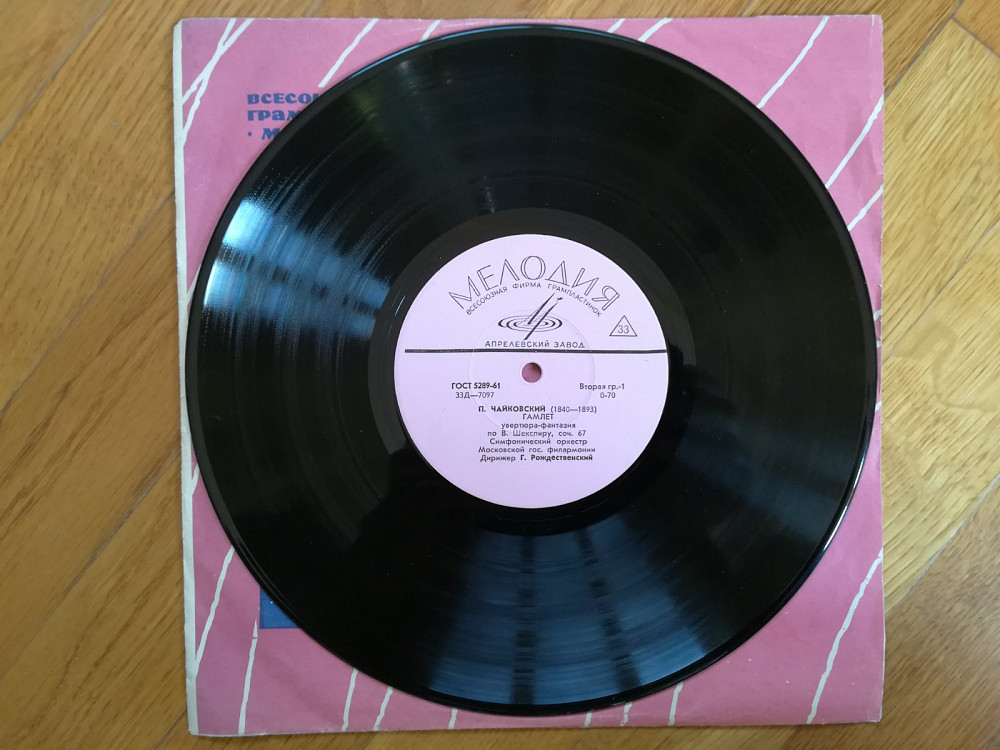 ВСЕСОЮ
ГРАМ
• М
МЕЛОДИЯ
ВСЕСОЮЗНАЯ ФИРМА ГРАМПЛАСТИНОК
33
АПРЕЛЕВСКИЙ ЗАВОД
ГОСТ 5289-61 Вторая гр.-1
33Д—7097 0-70
П. ЧАЙКОВСКИЙ (1840—1893)
ГАМЛЕТ
увертюра-фантазия
по В. Шекспиру, соч. 67
Симфонический оркестр
Московской гос. филармонии
Дирижер Г. Рождественский